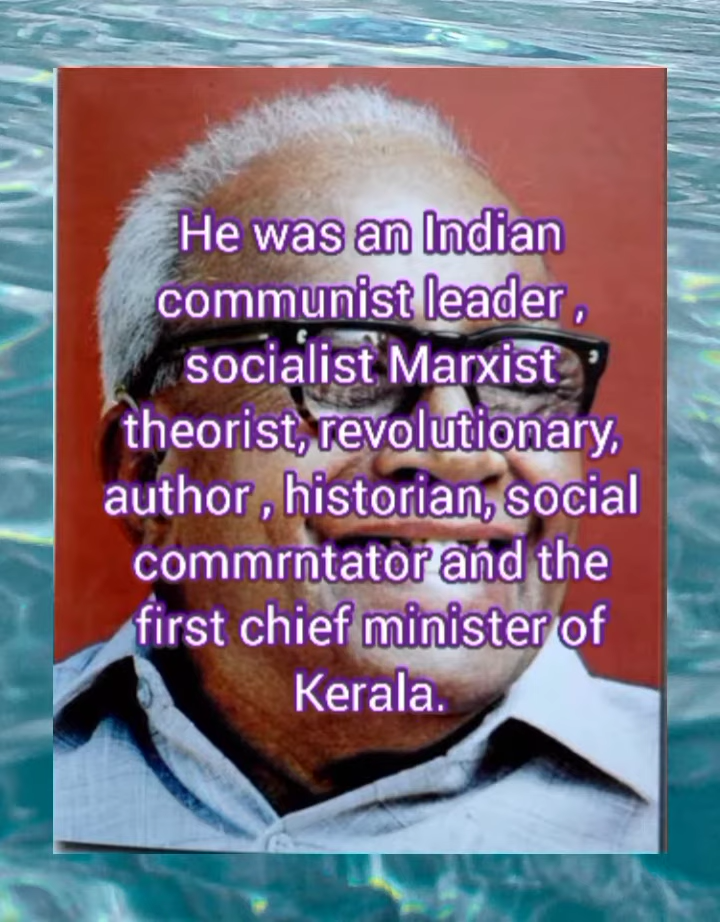 He was an Indian
communist leader ,
socialist Marxist
theorist, revolutionary,
author , historian, social
commrntator and the
first chief minister of
Kerala.